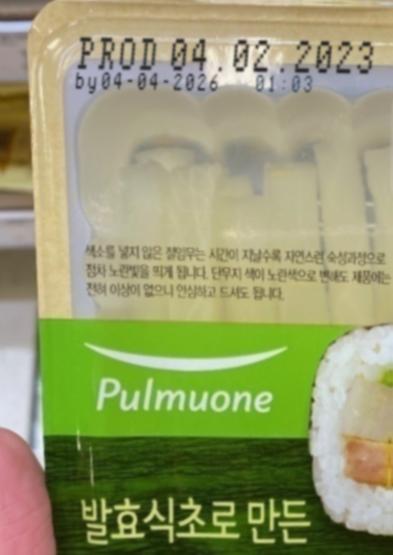 PROD 04.02.2023
by 04-04-2026 01:03
색소를 넣지 않은 절임무는 시간이 지날수록 자연스런 숙성과정으로
점차 노란빛을 띄게 됩니다. 단무지 색이 노란색으로 변해도 제품에는
전혀 이상이 없으니 안심하고 드셔도 됩니다.
Pulmuone
발효식초로 만든